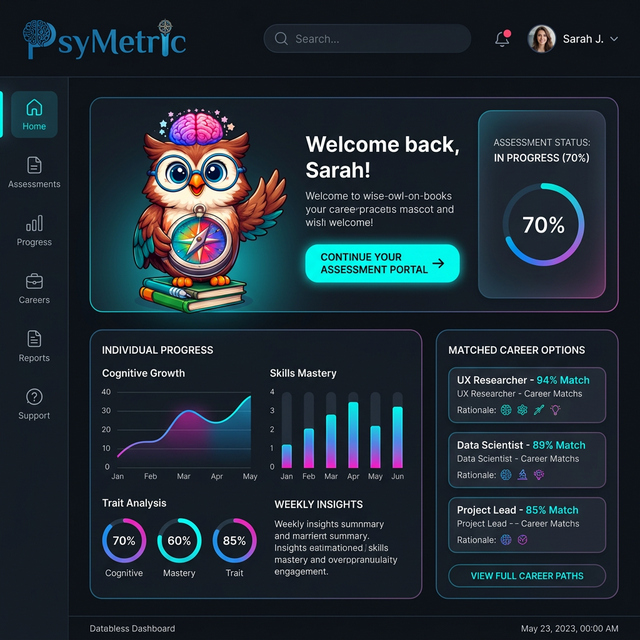 PsyMetric
Search...
Sarah J.
Home
Assessments
Progress
Careers
Reports
Support
Welcome back,
Sarah!
Welcome to wise-owl-on-books
your career-pracetis mascot and
wish welcome!
CONTINUE YOUR
ASSESSMENT PORTAL
ASSESSMENT STATUS:
IN PROGRESS (70%)
70%
INDIVIDUAL PROGRESS
Cognitive Growth
40
30
20
10
0
Jan Feb Mar Apr May
Skills Mastery
4
3
2
1
0
Jan Jan Mar Apr May Jun
Trait Analysis
70%
60%
85%
Cognitive Mastery Trait
WEEKLY INSIGHTS
Weekly insights sumnmary
and marrient summary.
Insights eatimationed / skills
mastery and overppranuulaity
engagement.
MATCHED CAREER OPTIONS
UX Researcher - 94% Match
UX Researcher - Career Matchs
Rationale:
Data Scientist - 89% Match
Data Scientist - Career Matchs
Rationale:
Project Lead - 85% Match
Project Lead -- Career Matchs
Rationale:
VIEW FULL CAREER PATHS
Databless Dashboard
May 23, 2023, 00:00 AM